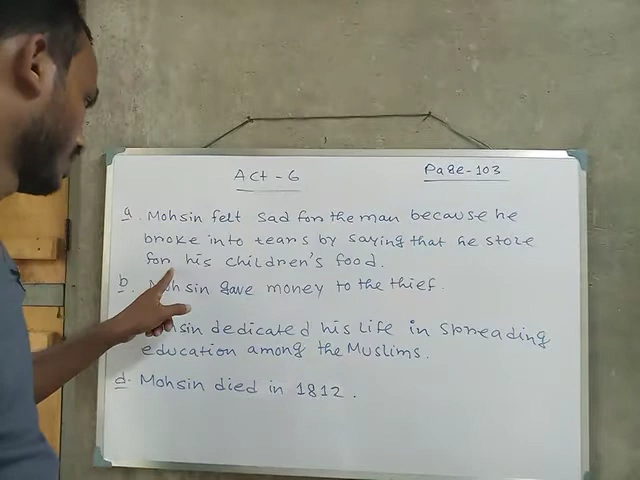 Act - 6
Page-103
a. Mohsin felt sad for the man because he
broke into tears by saying that he stole
for his children's food.
b. Mohsin gave money to the thief.
sin dedicated his life in spreading
education among the Muslims.
d. Mohsin died in 1812.